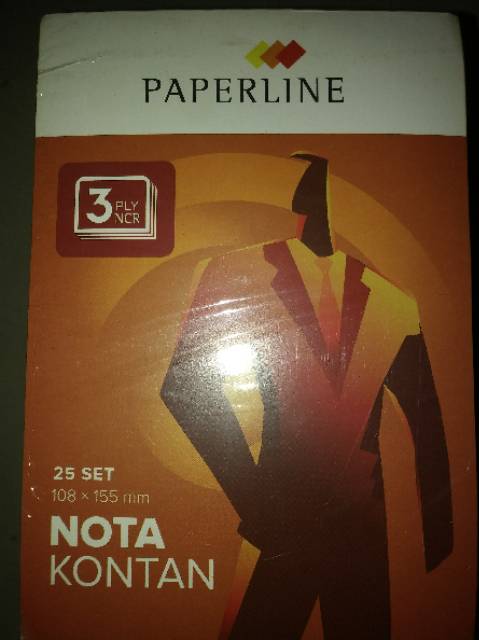 PAPERLINE
3 PLY
NCR
25 SET
108 × 155 mm
NOTA
KONTAN